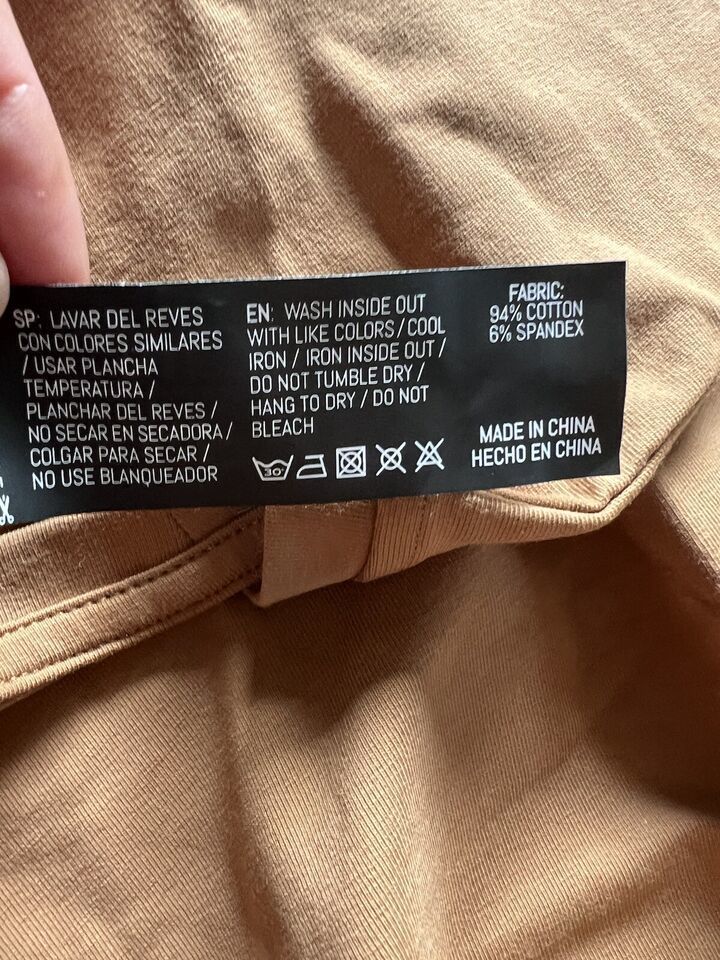 SP: LAVAR DEL REVES
CON COLORES SIMILARES
/ USAR PLANCHA
TEMPERATURA /
PLANCHAR DEL REVES /
NO SECAR EN SECADORA /
COLGAR PARA SECAR /
NO USE BLANQUEADOR
EN: WASH INSIDE OUT
WITH LIKE COLORS / COOL
IRON / IRON INSIDE OUT /
DO NOT TUMBLE DRY /
HANG TO DRY / DO NOT
BLEACH
30°
FABRIC:
94% COTTON
6% SPANDEX
MADE IN CHINA
HECHO EN CHINA